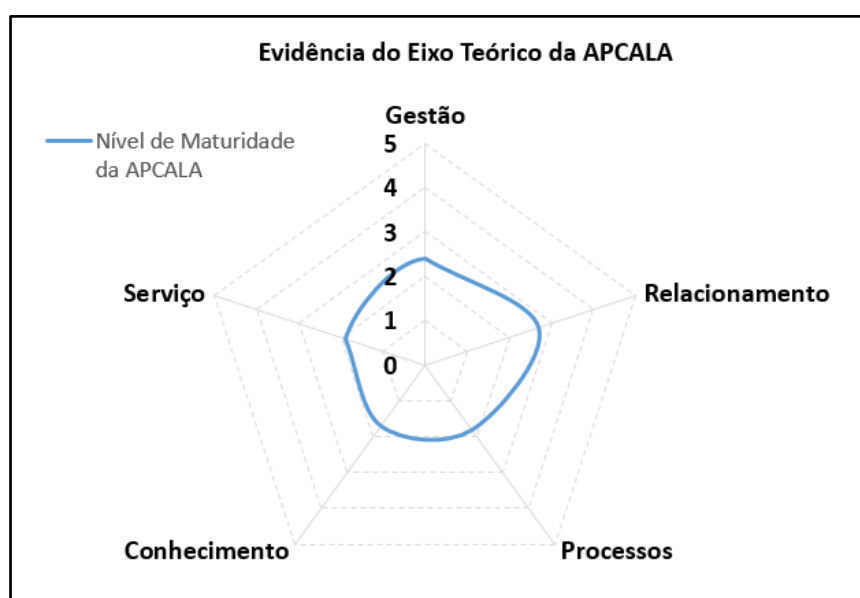 Evidência do Eixo Teórico da APCALA
Gestão
Nível de Maturidade
da APCALA
5
4
3
2
1
0
Serviço
Relacionamento
Conhecimento
Processos